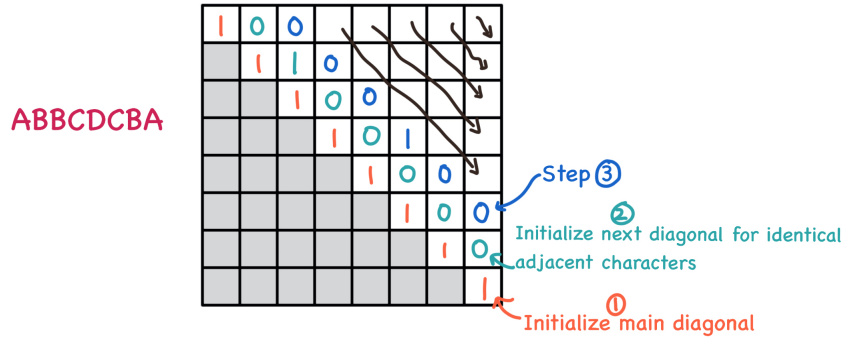 1 0 0
1 1 0
ABBCDCBA
1 0 0
1 0 1
1 0 0
Step ③
1 0 0
②
Initialize next diagonal for identical
1 0
adjacent characters
1
①
Initialize main diagonal